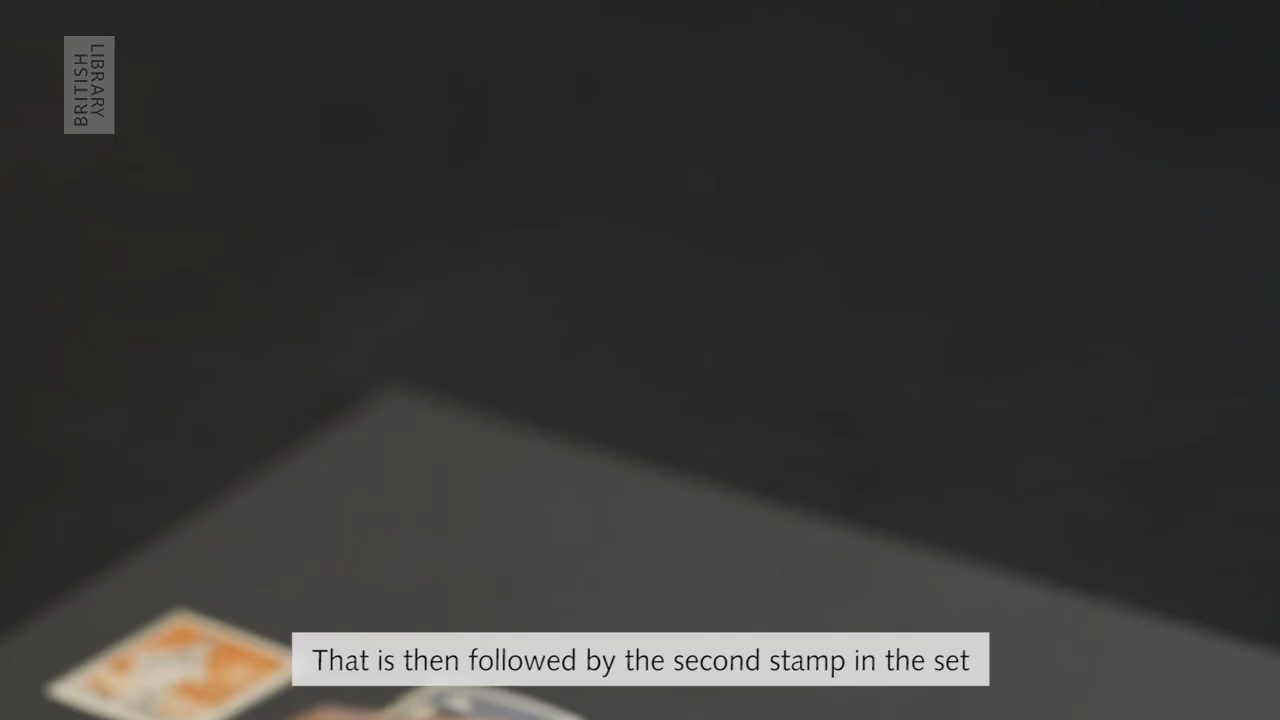 BRITISH
LIBRARY
That is then followed by the second stamp in the set